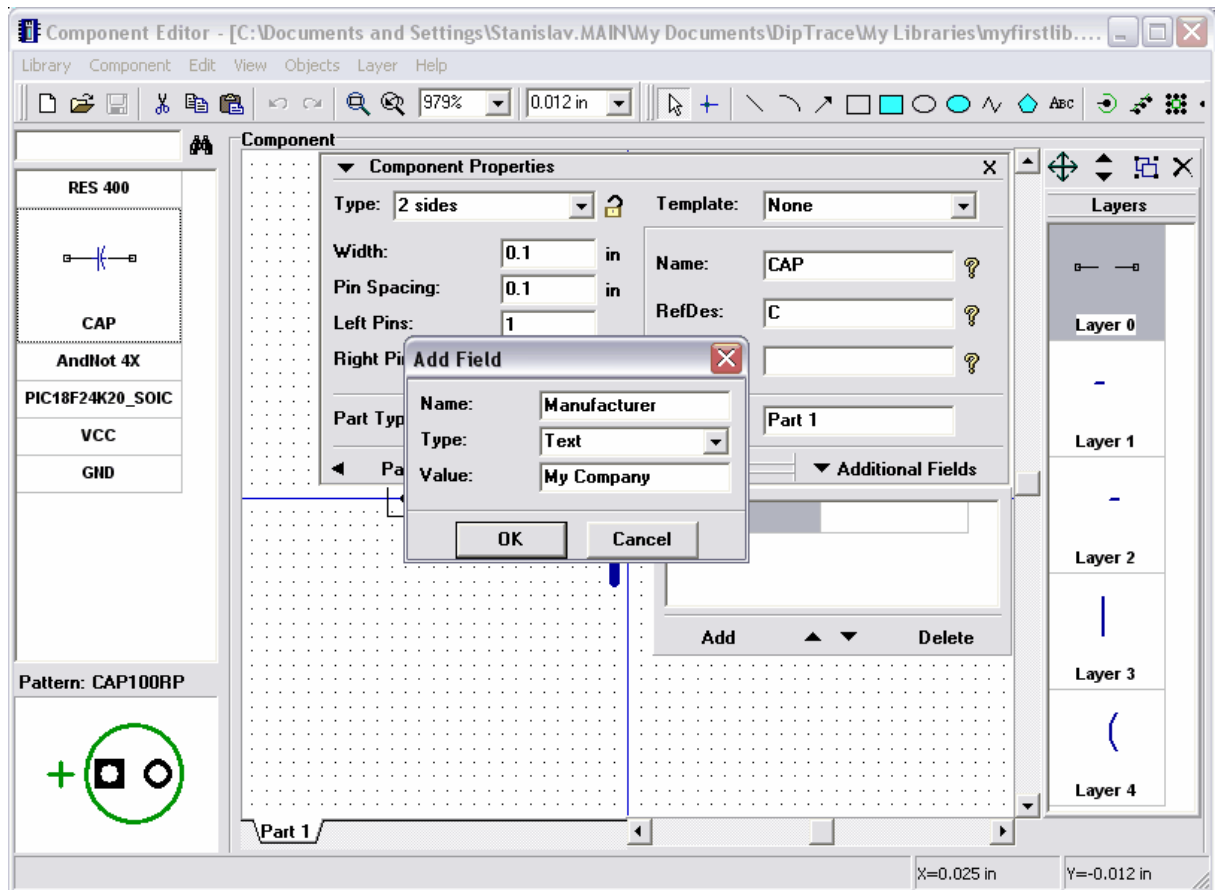 Component Editor - [C:\Documents and Settings\Stanislav.MAIN\My Documents\DipTrace\My Libraries\myfirstlib....
Library Component Edit View Objects Layer Help
979% 0.012 in ABC
Component
Component Properties X
RES 400
CAP
AndNot 4X
PIC18F24K20_SOIC
VCC
GND
Type: 2 sides
Template: None
Width: 0.1 in
Pin Spacing: 0.1 in
Left Pins: 1
Right Pi
Name: CAP
RefDes: C
Part Typ
Part 1
Pa
Additional Fields
Add Field
Name: Manufacturer
Type: Text
Value: My Company
OK Cancel
Add Delete
Layers
Layer 0
Layer 1
Layer 2
Layer 3
Layer 4
Pattern: CAP100RP
Part 1
X=0.025 in Y=-0.012 in